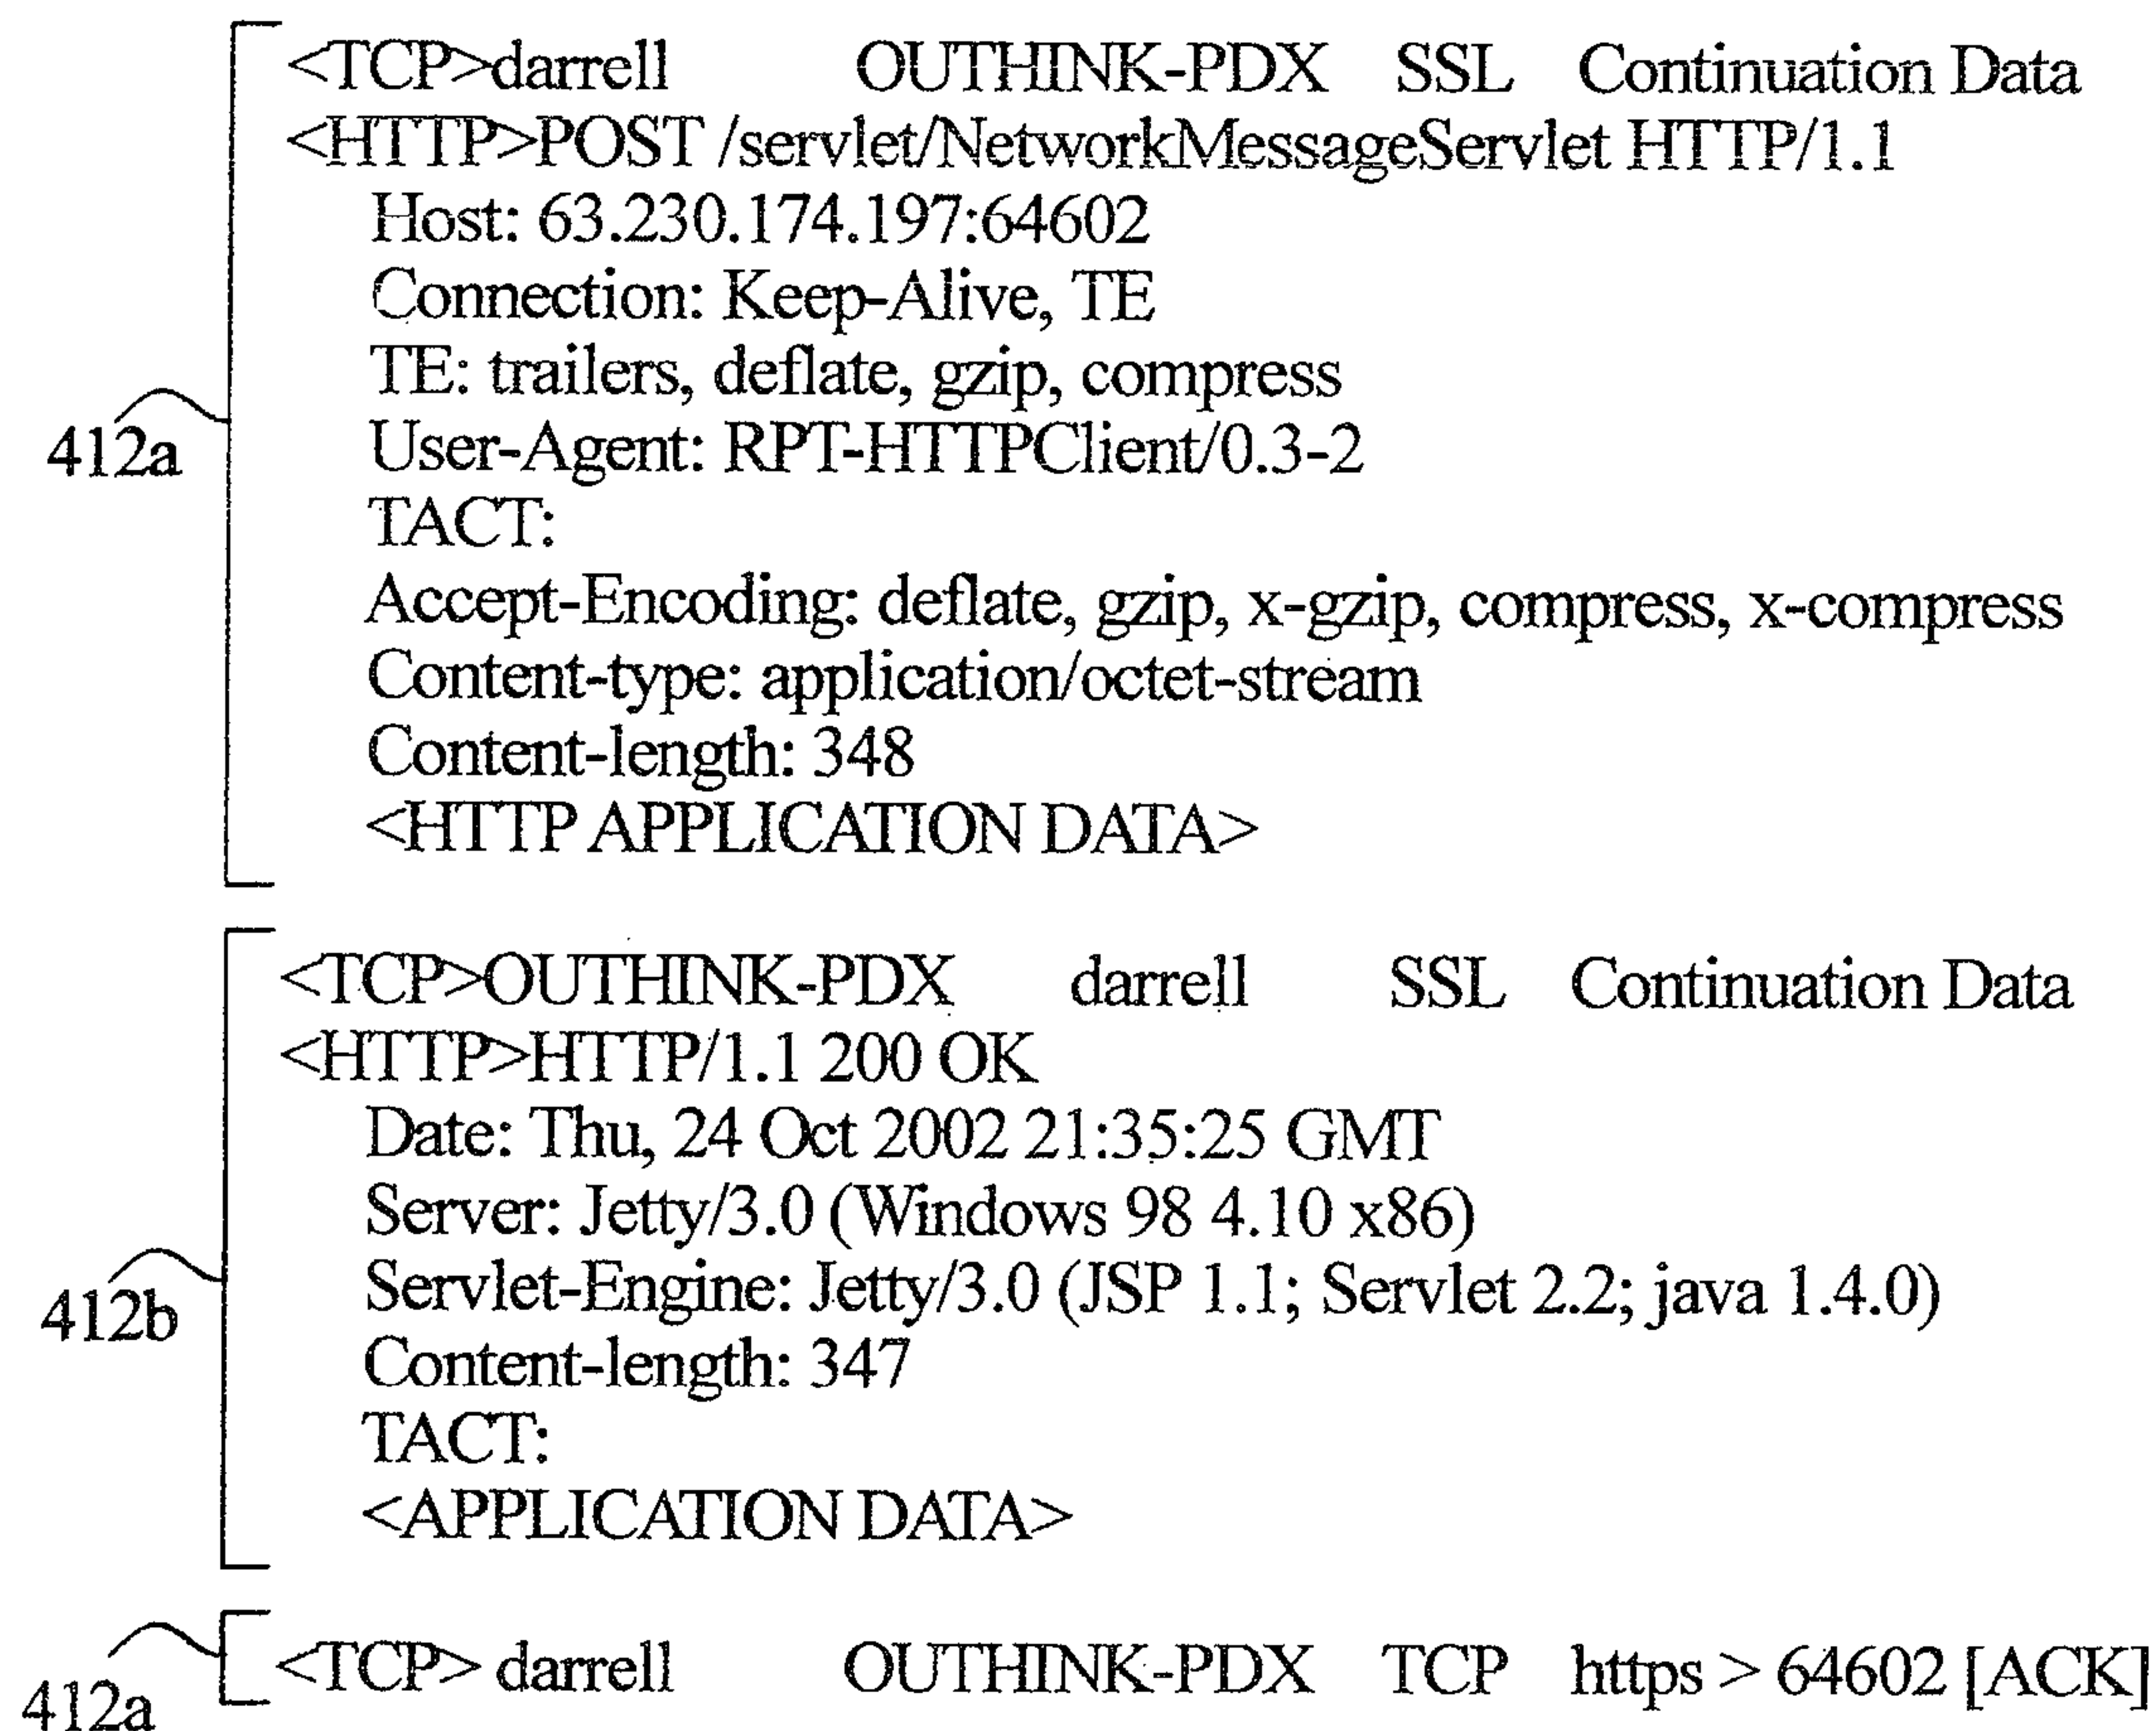 <TCP>darrell OUTHINK-PDX SSL Continuation Data
<HTTP>POST /servlet/NetworkMessageServlet HTTP/1.1
Host: 63.230.174.197:64602
Connection: Keep-Alive, TE
TE: trailers, deflate, gzip, compress
412a
User-Agent: RPT-HTTPClient/0.3-2
TACT:
Accept-Encoding: deflate, gzip, x-gzip, compress, x-compress
Content-type: application/octet-stream
Content-length: 348
<HTTP APPLICATION DATA>
<TCP>OUTHINK-PDX darrell SSL Continuation Data
<HTTP>HTTP/1.1 200 OK
Date: Thu, 24 Oct 2002 21:35:25 GMT
Server: Jetty/3.0 (Windows 98 4.10 x86)
Servlet-Engine: Jetty/3.0 (JSP 1.1; Servlet 2.2; java 1.4.0)
412b
Content-length: 347
TACT:
<APPLICATION DATA>
<TCP> darrell OUTHINK-PDX TCP https > 64602 [ACK]
412a